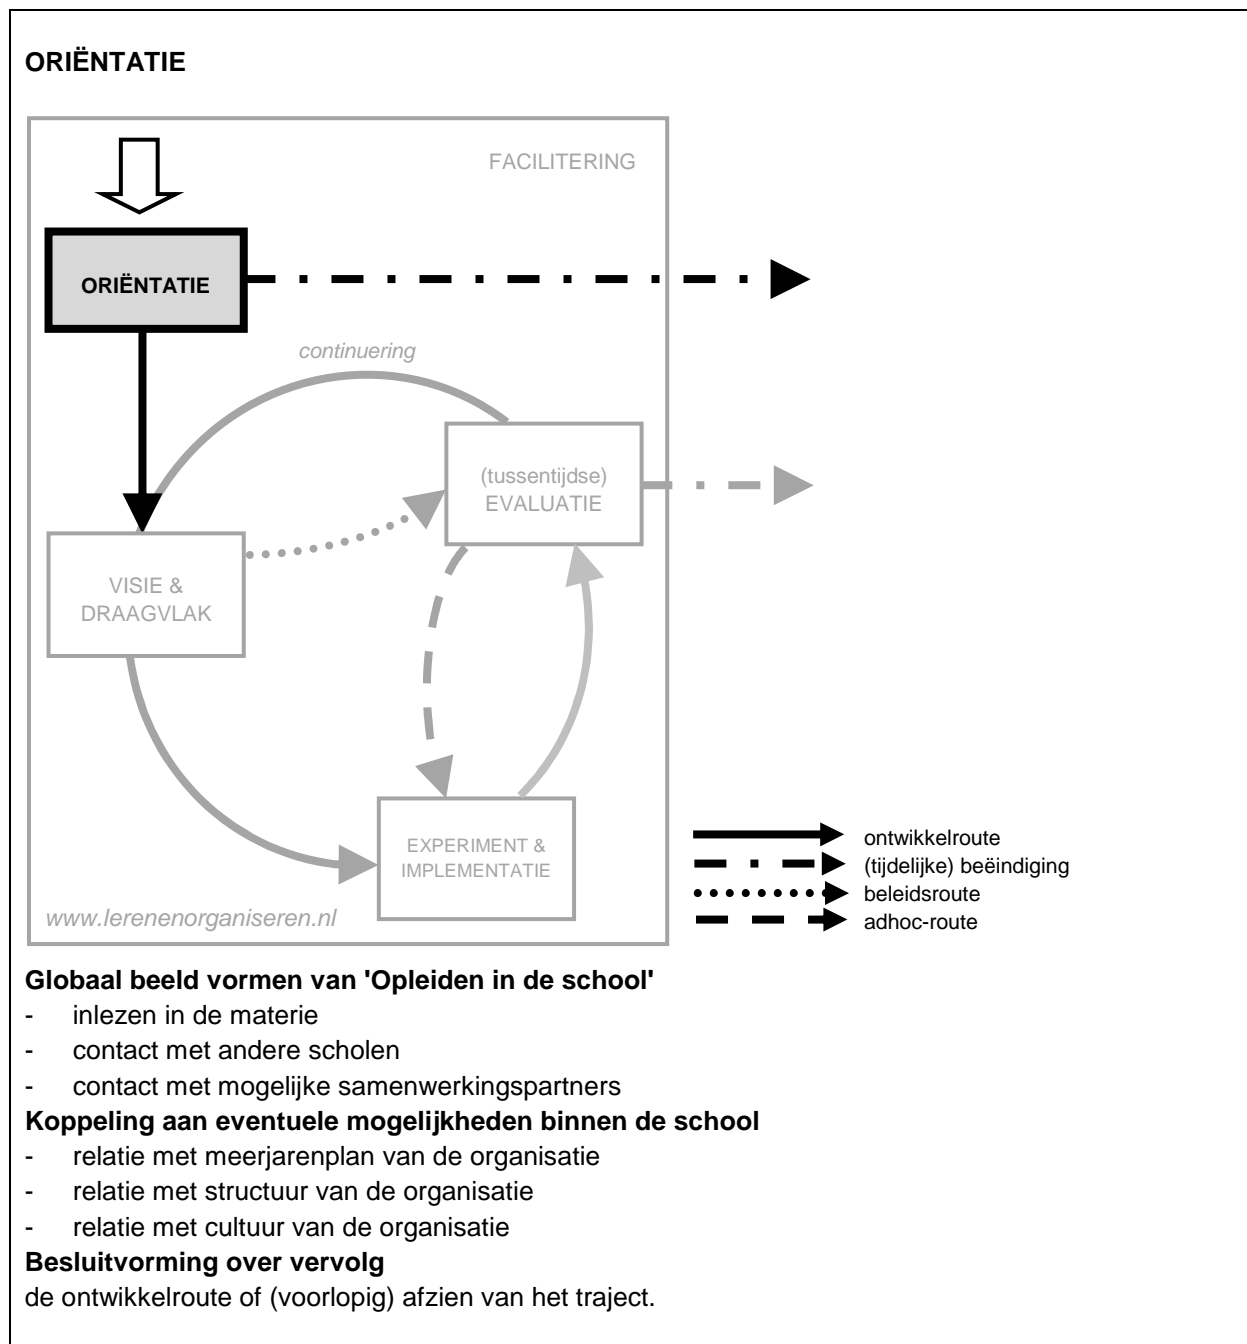 ORIËNTATIE
FACILITERING
ORIËNTATIE
continuering
(tussentijdse)
EVALUATIE
VISIE &
DRAAGVLAK
EXPERIMENT &
IMPLEMENTATIE
www.lerenenorganiseren.nl
ontwikkelroute
(tijdelijke) beëindiging
beleidsroute
adhoc-route
Globaal beeld vormen van 'Opleiden in de school'
- inlezen in de materie
- contact met andere scholen
- contact met mogelijke samenwerkingspartners
Koppeling aan eventuele mogelijkheden binnen de school
- relatie met meerjarenplan van de organisatie
- relatie met structuur van de organisatie
- relatie met cultuur van de organisatie
Besluitvorming over vervolg
de ontwikkelroute of (voorlopig) afzien van het traject.